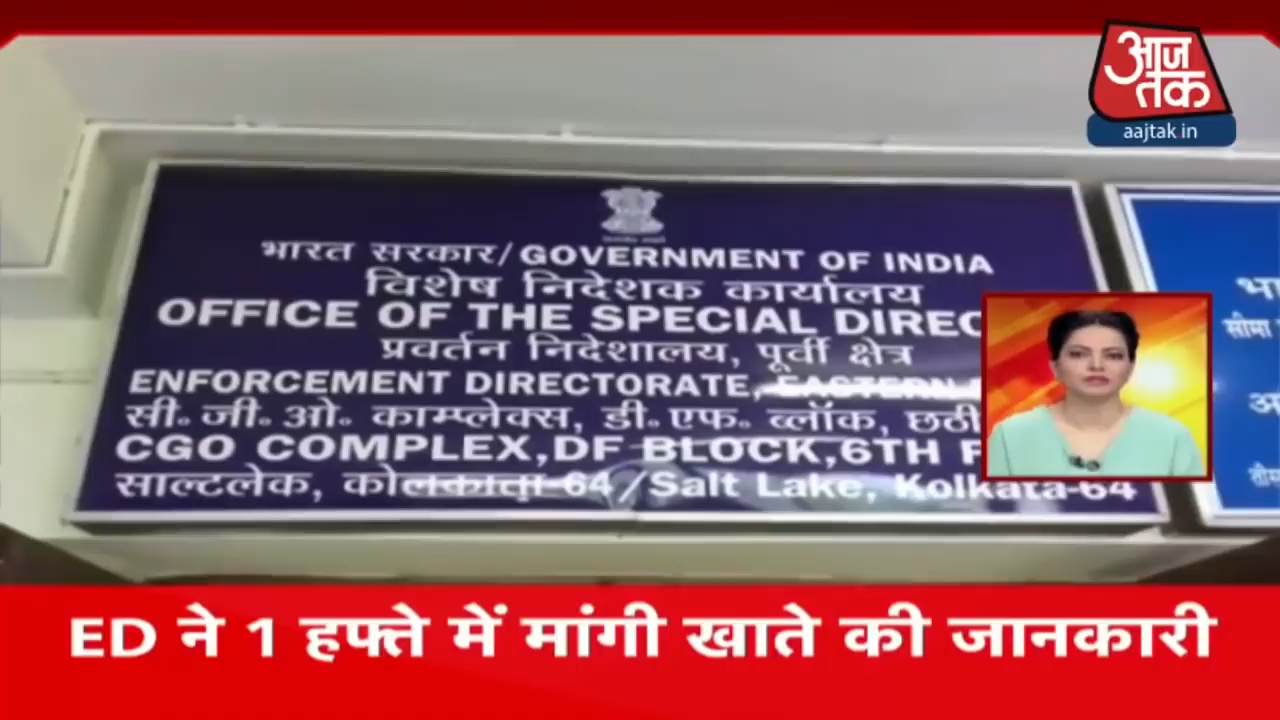 आज
तक
aajtak.in
भारत सरकार/GOVERNMENT OF INDIA
विशेष निदेशक कार्यालय
OFFICE OF THE SPECIAL DIREC
प्रवर्तन निदेशालय, पूर्वी क्षेत्र
ENFORCEMENT DIRECTORATE, EASTERN
सी॰ जी॰ ओ॰ काम्प्लेक्स, डी॰ एफ॰ ब्लॉक, छठी
CGO COMPLEX,DF BLOCK,6TH F
साल्टलेक, कोलकाता-64/Salt Lake, Kolkata-64
भा
सीमा
अ
ED ने 1 हफ्ते में मांगी खाते की जानकारी